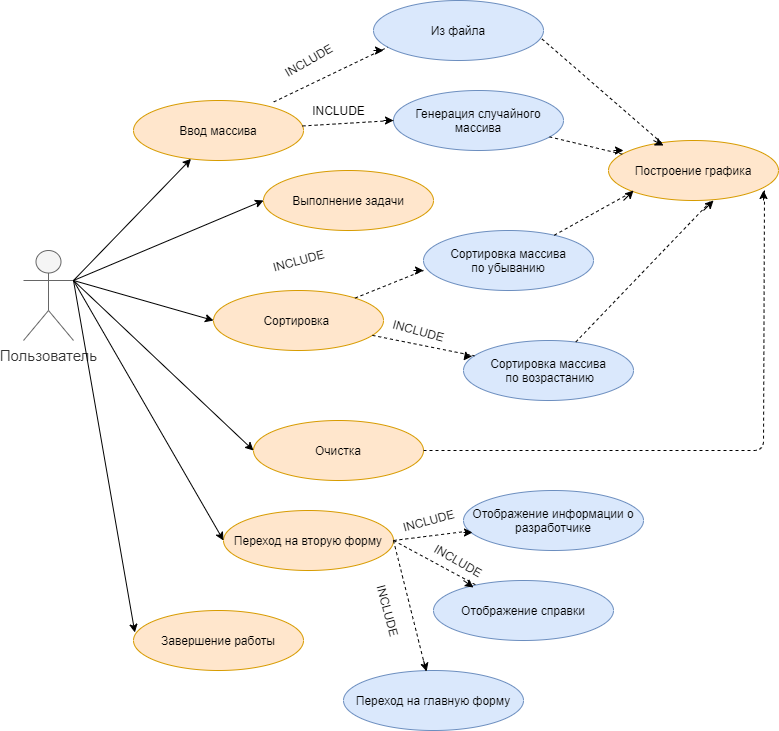 Из файла
INCLUDE
Генерация случайного
массива
INCLUDE
Ввод массива
Построение графика
Выполнение задачи
Сортировка массива
по убыванию
INCLUDE
Сортировка
INCLUDE
Пользователь
Сортировка массива
по возрастанию
Очистка
Отображение информации о
разработчике
INCLUDE
Переход на вторую форму
INCLUDE
Отображение справки
INCLUDE
Завершение работы
Переход на главную форму